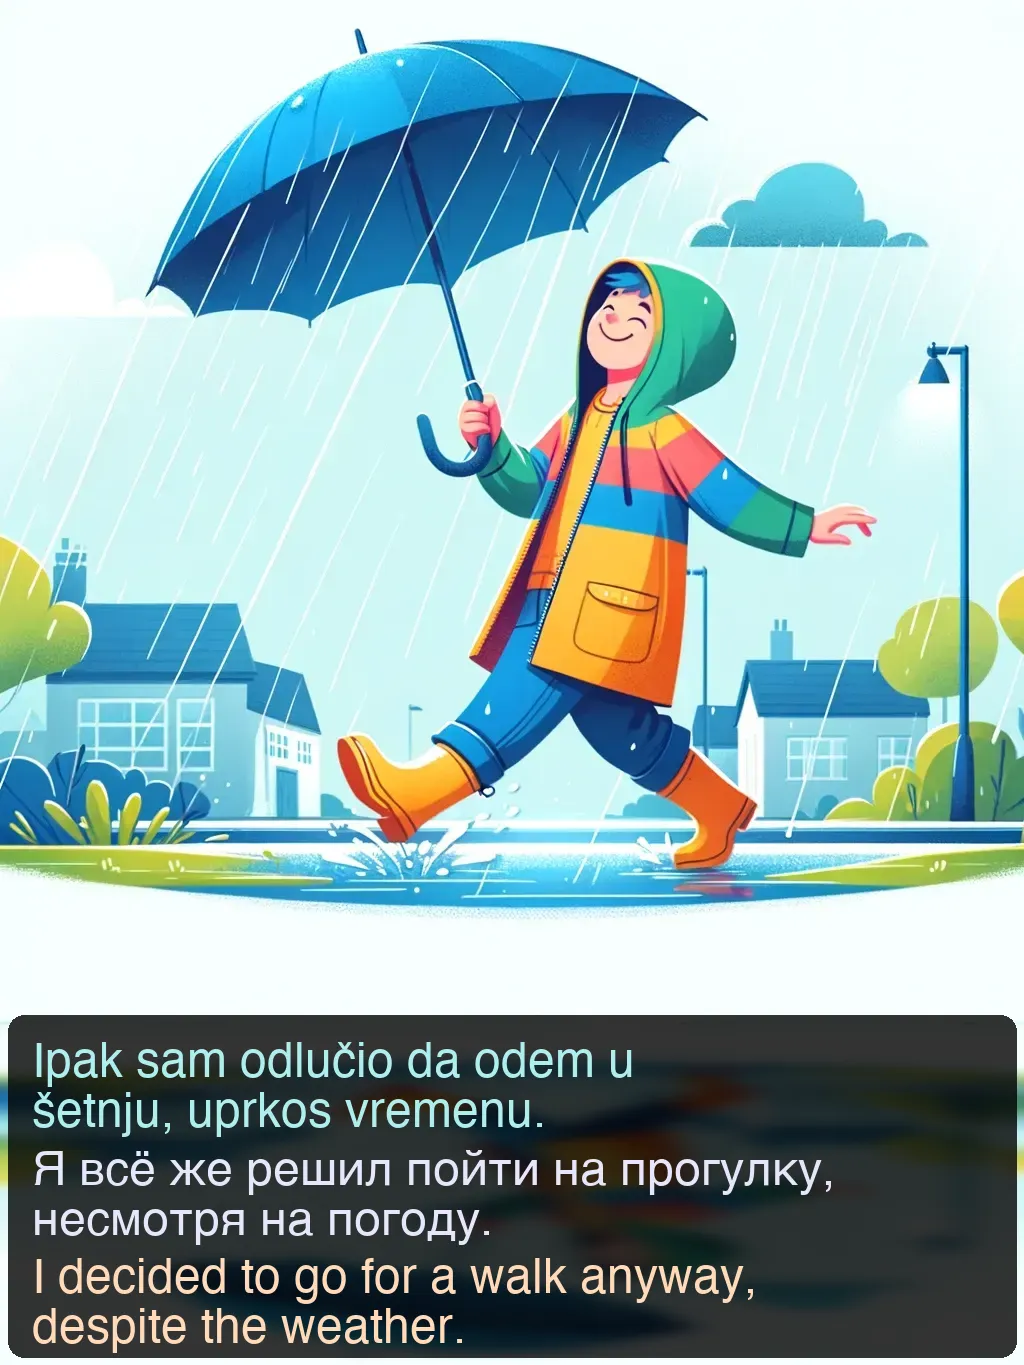 Ipak sam odlučio da odem u
šetnju, uprkos vremenu.
Я всё же решил пойти на прогулку,
несмотря на погоду.
I decided to go for a walk anyway,
despite the weather.